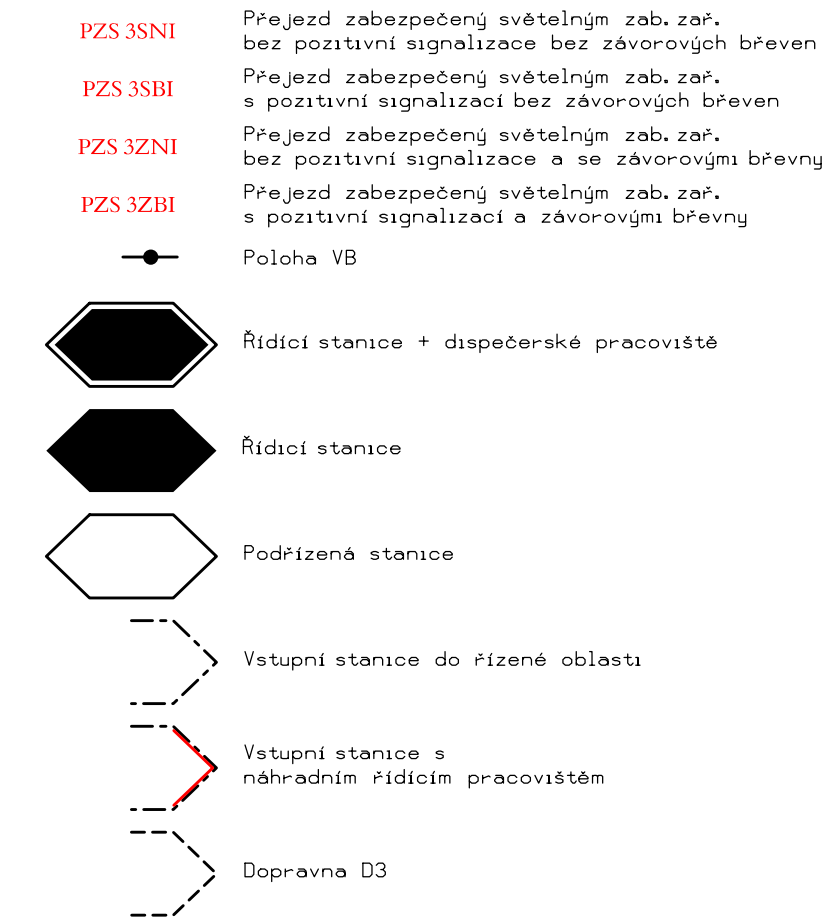 PZS 3SNI
Přejezd zabezpečený světelným zab. zař.
bez pozitivní signalizace bez závorových břeven
PZS 3SBI
Přejezd zabezpečený světelným zab. zař.
s pozitivní signalizací bez závorových břeven
PZS 3ZNI
Přejezd zabezpečený světelným zab. zař.
bez pozitivní signalizace a se závorovými břevny
PZS 3ZBI
Přejezd zabezpečený světelným zab. zař.
s pozitivní signalizací a závorovými břevny
Poloha VB
Řídící stanice + dispečerské pracoviště
Řídicí stanice
Podřízená stanice
Vstupní stanice do řízené oblasti
Vstupní stanice s
náhradním řídícím pracovištěm
Dopravna D3